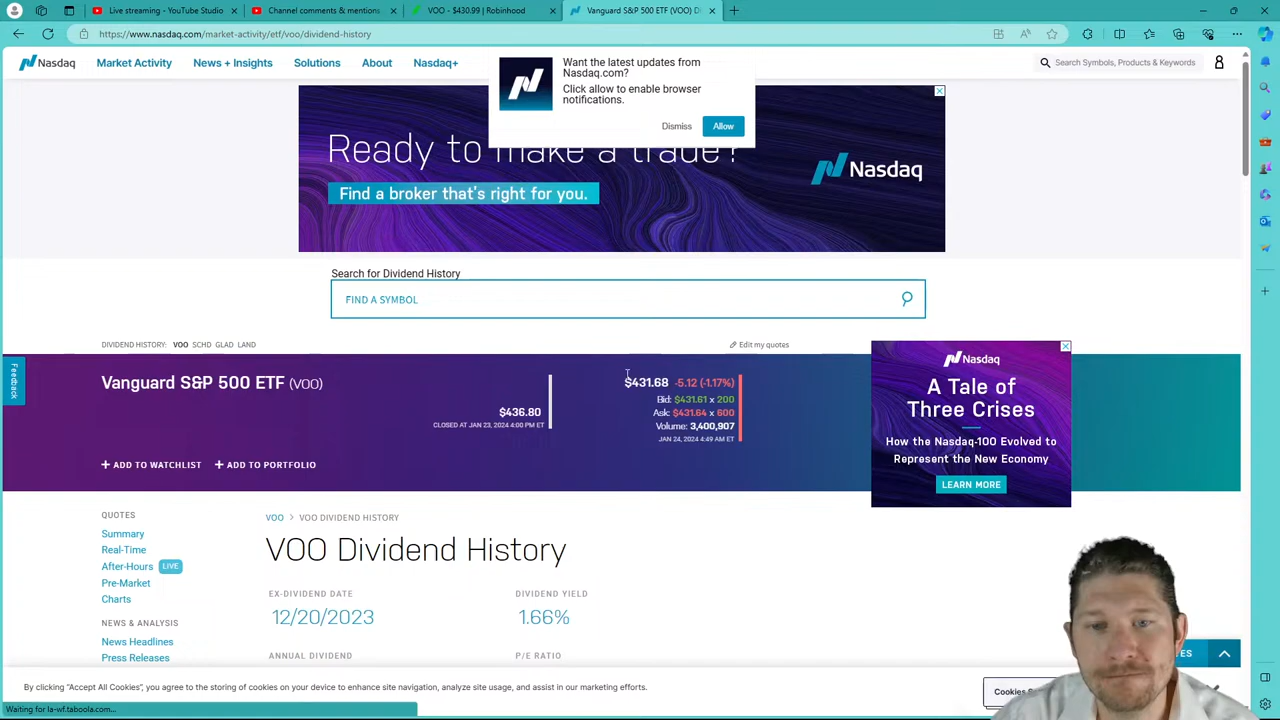 Live streaming - YouTube Studio
Channel comments & mentions
VOO - $430.99 | Robinhood
Vanguard S&P 500 ETF (VOO) D
https://www.nasdaq.com/market-activity/etf/voo/dividend-history
Nasdaq
Market Activity
News + Insights
Solutions
About
Nasdaq+
Search Symbols, Products & Keywords
Want the latest updates from
Nasdaq.com?
Click allow to enable browser
notifications.
Dismiss
Allow
Ready to make a trade?
Find a broker that's right for you.
Nasdaq
Search for Dividend History
FIND A SYMBOL
DIVIDEND HISTORY: VOO SCHD GLAD LAND
Edit my quotes
Feedback
Vanguard S&P 500 ETF (VOO)
$436.80
CLOSED AT JAN 23, 2024 4:00 PM ET
$431.68 -5.12 (-1.17%)
Bid: $431.61 x 200
Ask: $431.64 x 600
Volume: 3,400,907
JAN 24, 2024 4:49 AM ET
ADD TO WATCHLIST
ADD TO PORTFOLIO
Nasdaq
A Tale of
Three Crises
How the Nasdaq-100 Evolved to
Represent the New Economy
LEARN MORE
QUOTES
Summary
Real-Time
After-Hours LIVE
Pre-Market
Charts
NEWS & ANALYSIS
News Headlines
Press Releases
VOO > VOO DIVIDEND HISTORY
VOO Dividend History
EX-DIVIDEND DATE
12/20/2023
DIVIDEND YIELD
1.66%
ANNUAL DIVIDEND
P/E RATIO
By clicking "Accept All Cookies", you agree to the storing of cookies on your device to enhance site navigation, analyze site usage, and assist in our marketing efforts.
Cookies
Waiting for la-wf.taboola.com...